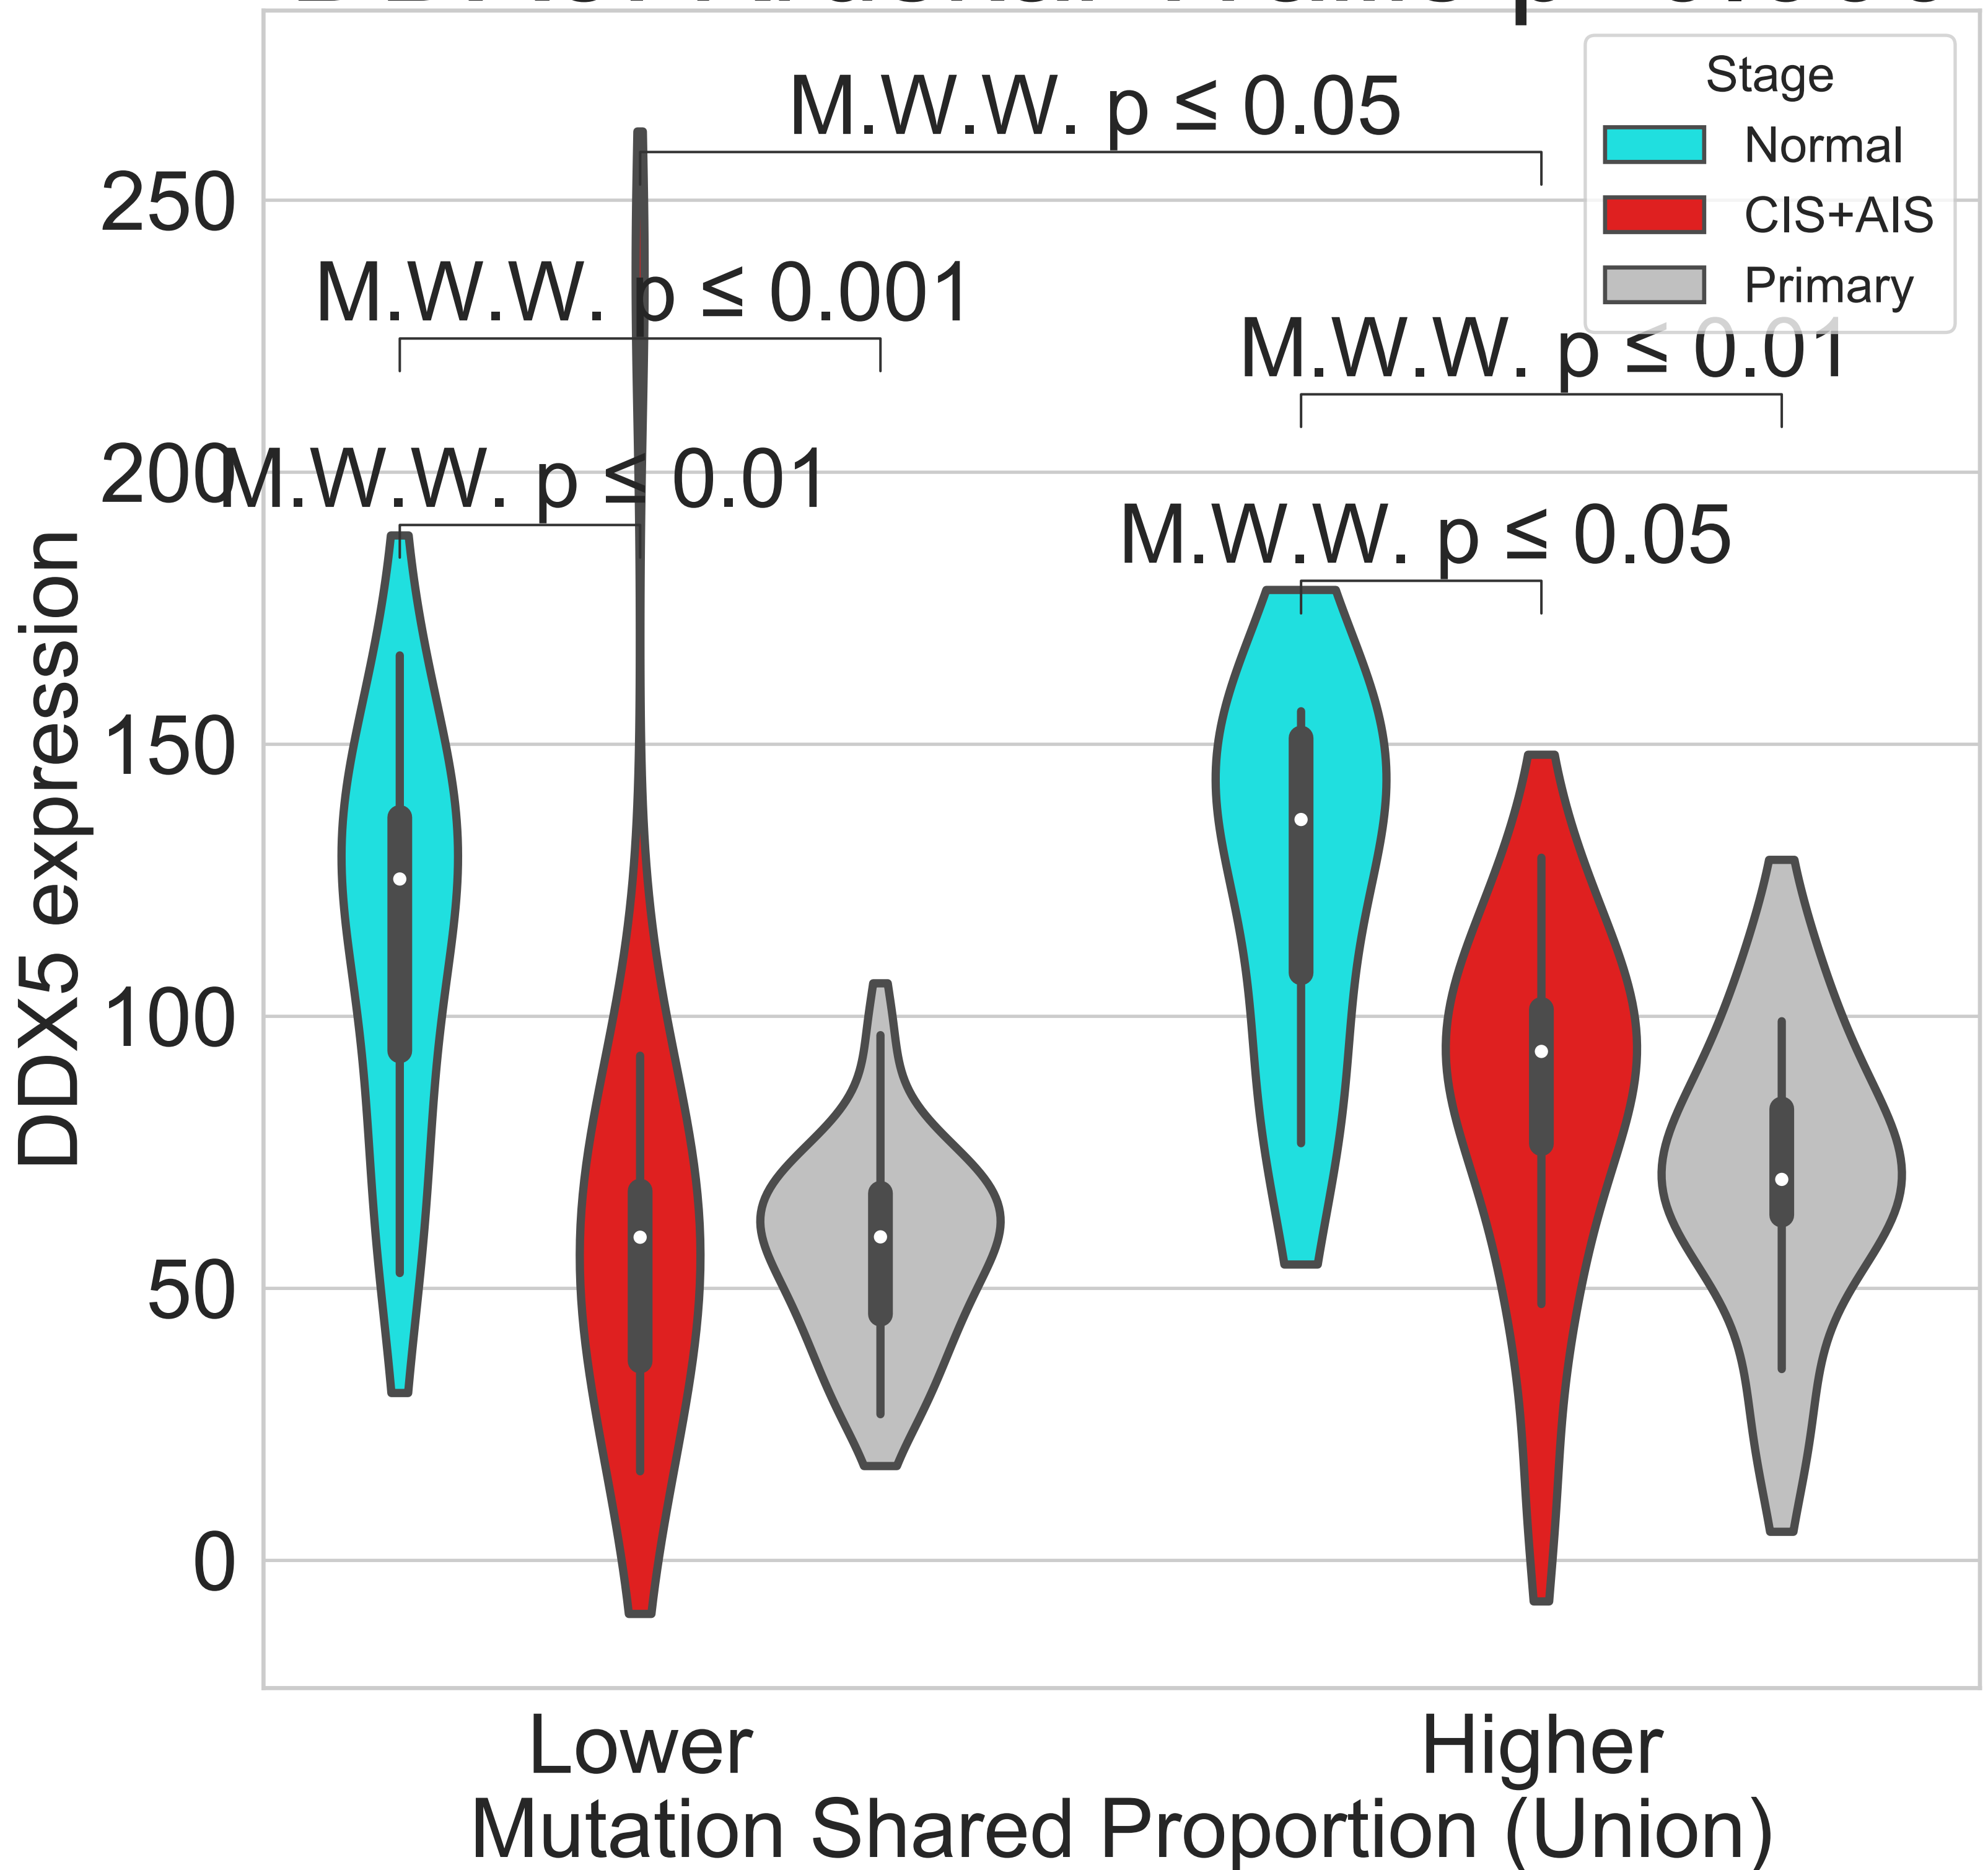 M.W.W. p ≤ 0.05
Stage
Normal
CIS+AIS
Primary
M.W.W. p ≤ 0.001
M.W.W. p ≤ 0.01
M.W.W. p ≤ 0.01
M.W.W. p ≤ 0.05
250
200
150
100
50
0
DDX5 expression
Lower
Higher
Mutation Shared Proportion (Union)